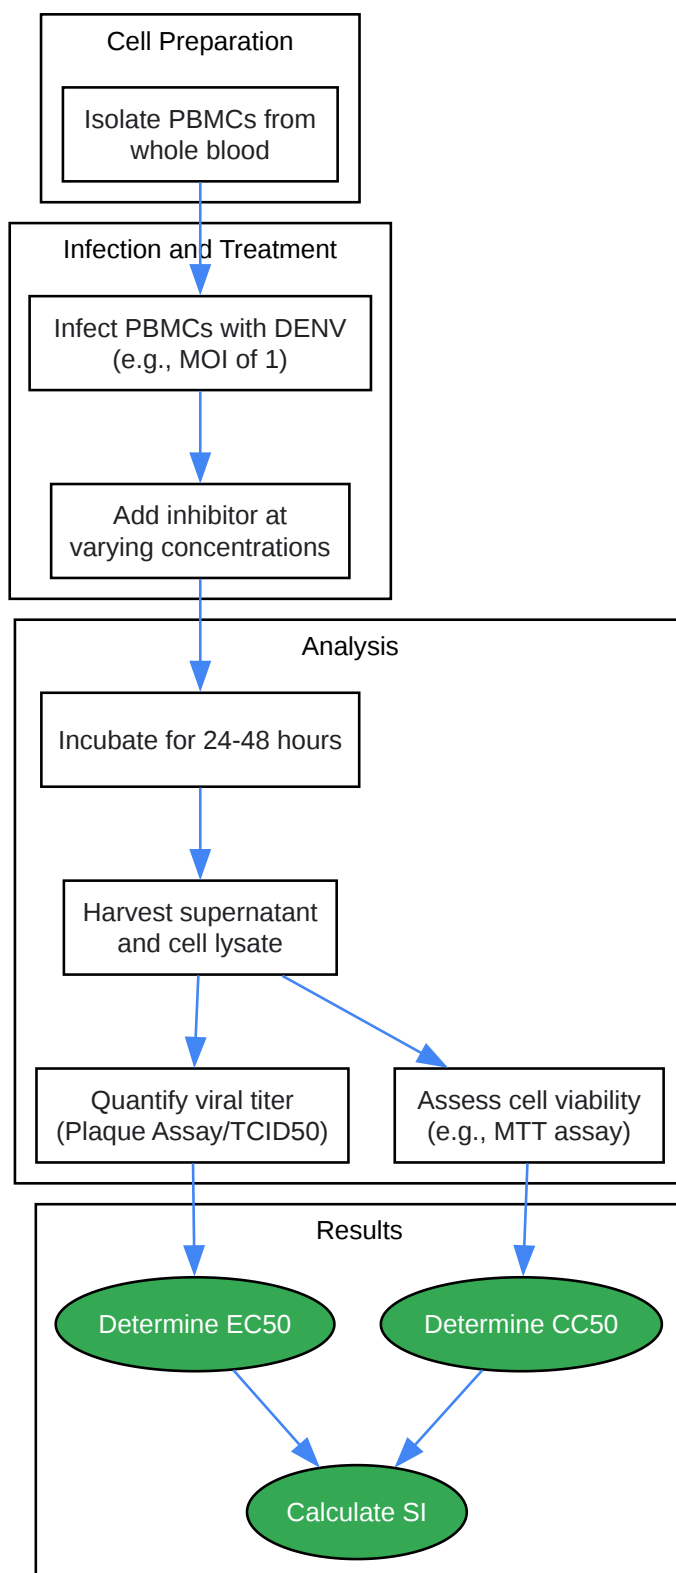 Cell Preparation
Isolate PBMCs from
whole blood
Infection and Treatment
Infect PBMCs with DENV
(e.g., MOI of 1)
Add inhibitor at
varying concentrations
Analysis
Incubate for 24-48 hours
Harvest supernatant
and cell lysate
Quantify viral titer
(Plaque Assay/TCID50)
Assess cell viability
(e.g., MTT assay)
Results
Determine EC50
Determine CC50
Calculate SI